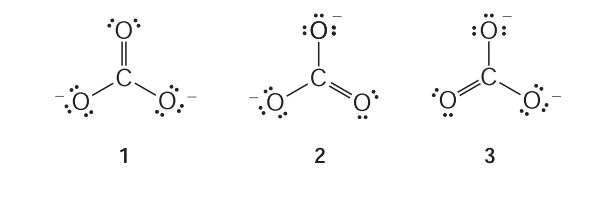 O O⁻ O⁻
C C C
⁻O O⁻ ⁻O O O O⁻
1 2 3